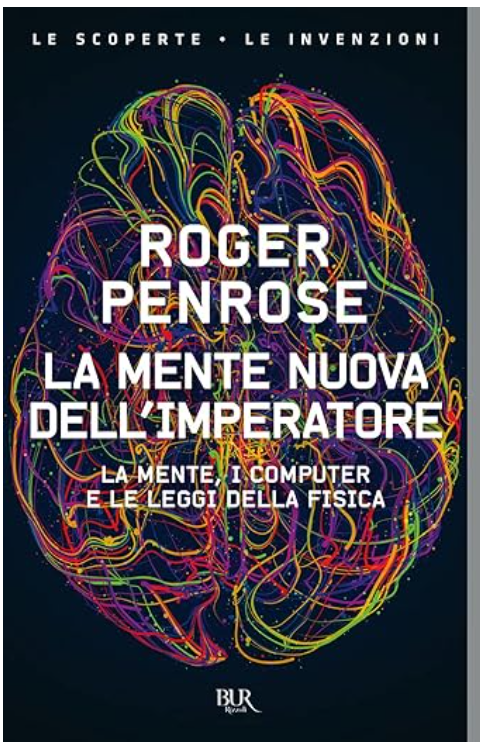 LE SCOPERTE • LE INVENZIONI
ROGER
PENROSE
LA MENTE NUOVA
DELL'IMPERATORE
LA MENTE, I COMPUTER
E LE LEGGI DELLA FISICA
BUR
Rizzoli